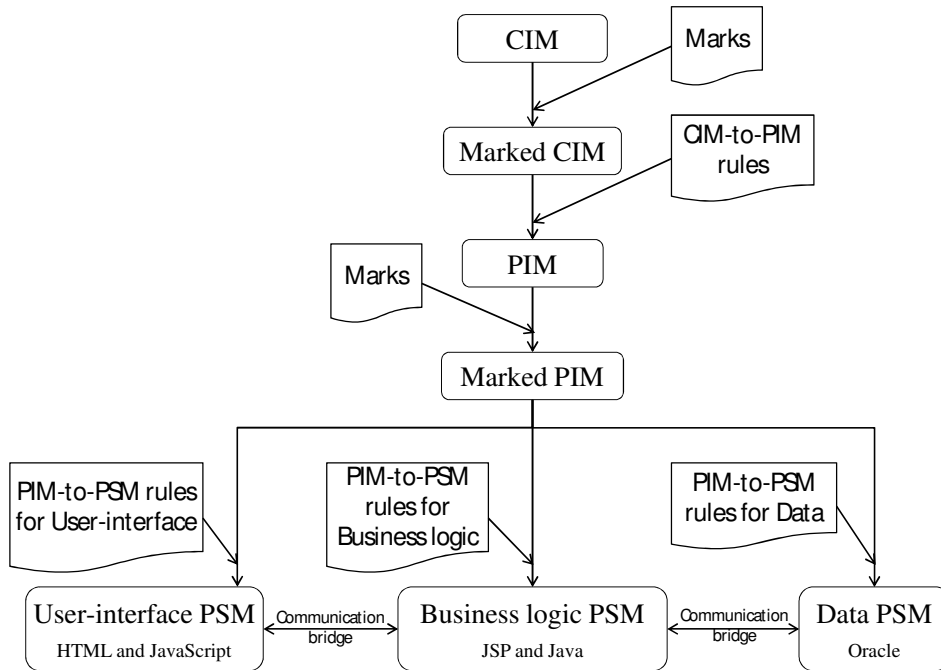 CIM
Marks
Marked CIM
CIM-to-PIM
rules
PIM
Marks
Marked PIM
PIM-to-PSM rules
for User-interface
PIM-to-PSM
rules for
Business logic
PIM-to-PSM
rules for Data
User-interface PSM
HTML and JavaScript
Communication
bridge
Business logic PSM
JSP and Java
Communication
bridge
Data PSM
Oracle